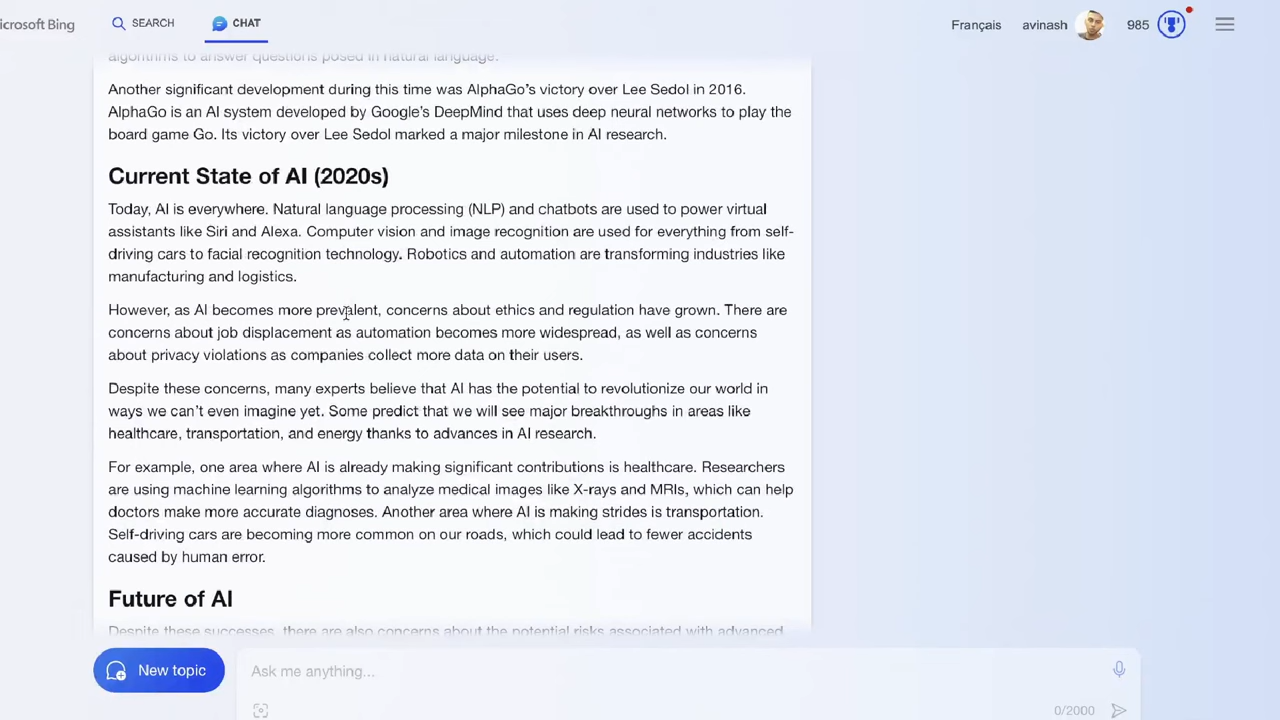 icrosoft Bing
SEARCH
CHAT
Français
avinash
985
algorithms to answer questions posed in natural language.
Another significant development during this time was AlphaGo's victory over Lee Sedol in 2016.
AlphaGo is an AI system developed by Google's DeepMind that uses deep neural networks to play the
board game Go. Its victory over Lee Sedol marked a major milestone in AI research.
Current State of AI (2020s)
Today, AI is everywhere. Natural language processing (NLP) and chatbots are used to power virtual
assistants like Siri and Alexa. Computer vision and image recognition are used for everything from self-
driving cars to facial recognition technology. Robotics and automation are transforming industries like
manufacturing and logistics.
However, as AI becomes more prevalent, concerns about ethics and regulation have grown. There are
concerns about job displacement as automation becomes more widespread, as well as concerns
about privacy violations as companies collect more data on their users.
Despite these concerns, many experts believe that AI has the potential to revolutionize our world in
ways we can't even imagine yet. Some predict that we will see major breakthroughs in areas like
healthcare, transportation, and energy thanks to advances in AI research.
For example, one area where AI is already making significant contributions is healthcare. Researchers
are using machine learning algorithms to analyze medical images like X-rays and MRIs, which can help
doctors make more accurate diagnoses. Another area where AI is making strides is transportation.
Self-driving cars are becoming more common on our roads, which could lead to fewer accidents
caused by human error.
Future of AI
Despite these successes, there are also concerns about the potential risks associated with advanced
New topic
Ask me anything...
0/2000